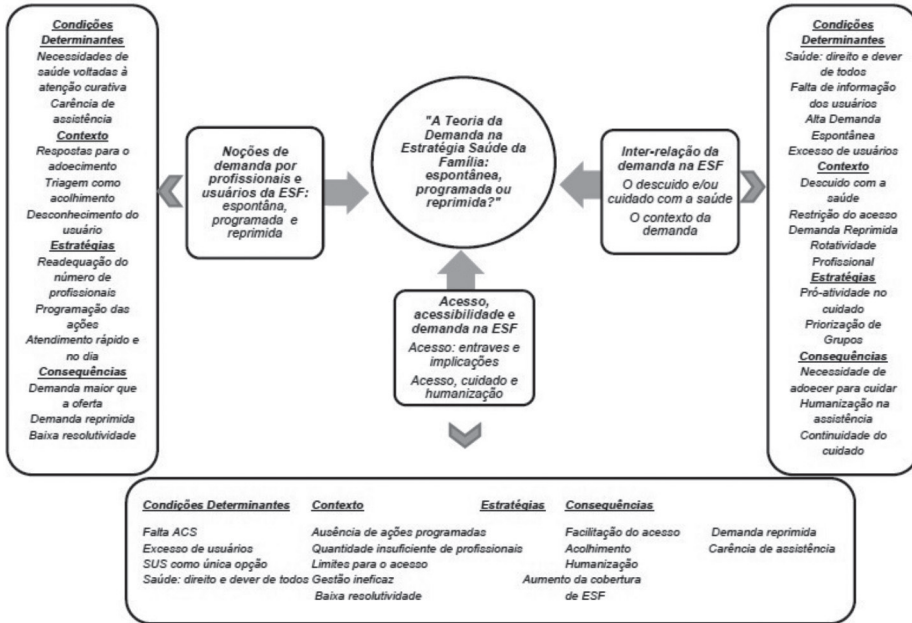 Condições
Determinantes
Necessidades de
saúde voltadas à
atenção curativa
Carência de
assistência
Contexto
Respostas para o
adoecimento
Triagem como
acolhimento
Desconhecimento do
usuário
Estratégias
Readequação do
número de
profissionais
Programação das
ações
Atendimento rápido e
no dia
Consequências
Demanda maior que
a oferta
Demanda reprimida
Baixa resolutividade
Noções de
demanda por
profissionais e
usuários da ESF:
espontâna,
programada e
reprimida
"A Teoria da
Demanda na
Estratégia Saúde da
Família:
espontânea,
programada ou
reprimida?"
Inter-relação da
demanda na ESF
O descuido e/ou
cuidado com a saúde
O contexto da
demanda
Condições
Determinantes
Saúde: direito e dever
de todos
Falta de informação
dos usuários
Alta Demanda
Espontânea
Excesso de usuários
Contexto
Descuido com a
saúde
Restrição do acesso
Demanda Reprimida
Rotatividade
Profissional
Estratégias
Pró-atividade no
cuidado
Priorização de
Grupos
Consequências
Necessidade de
adoecer para cuidar
Humanização na
assistência
Continuidade do
cuidado
Acesso,
acessibilidade e
demanda na ESF
Acesso: entraves e
implicações
Acesso, cuidado e
humanização
Condições Determinantes Contexto Estratégias Consequências
Falta ACS Ausência de ações programadas Facilitação do acesso Demanda reprimida
Excesso de usuários Quantidade insuficiente de profissionais Acolhimento Carência de assistência
SUS como única opção Limites para o acesso Humanização
Saúde: direito e dever de todos Gestão ineficaz Aumento da cobertura
Baixa resolutividade de ESF